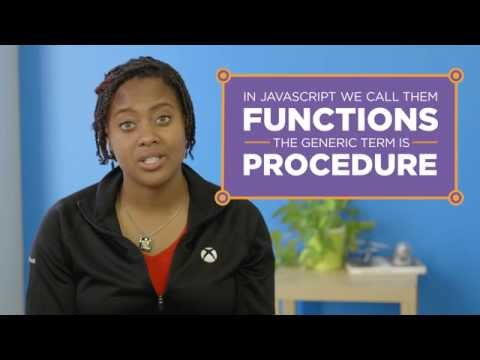 IN JAVASCRIPT WE CALL THEM
FUNCTIONS
THE GENERIC TERM IS
PROCEDURE